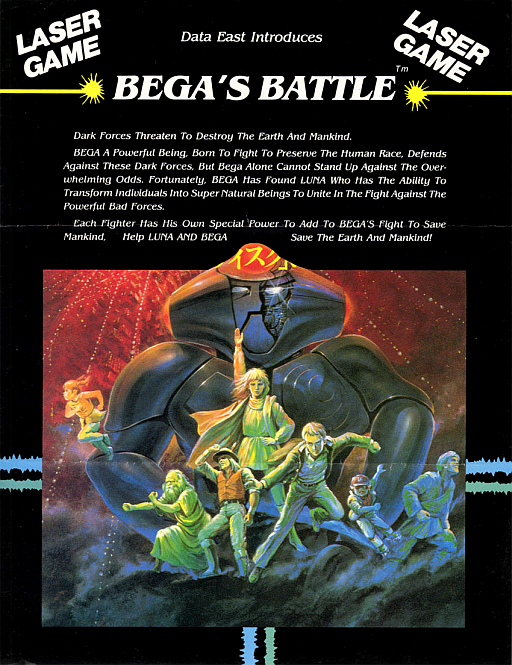 LASER
GAME
Data East Introduces
LASER
GAME
BEGA'S BATTLE™
Dark Forces Threaten To Destroy The Earth And Mankind.
BEGA A Powerful Being, Born To Fight To Preserve The Human Race, Defends
Against These Dark Forces, But Bega Alone Cannot Stand Up Against The Over-
whelming Odds. Fortunately, BEGA Has Found LUNA Who Has The Ability To
Transform Individuals Into Super Natural Beings To Unite In The Fight Against The
Powerful Bad Forces.
Each Fighter Has His Own Special Power To Add To BEGA'S Fight To Save
Mankind. Help LUNA AND BEGA Save The Earth And Mankind!